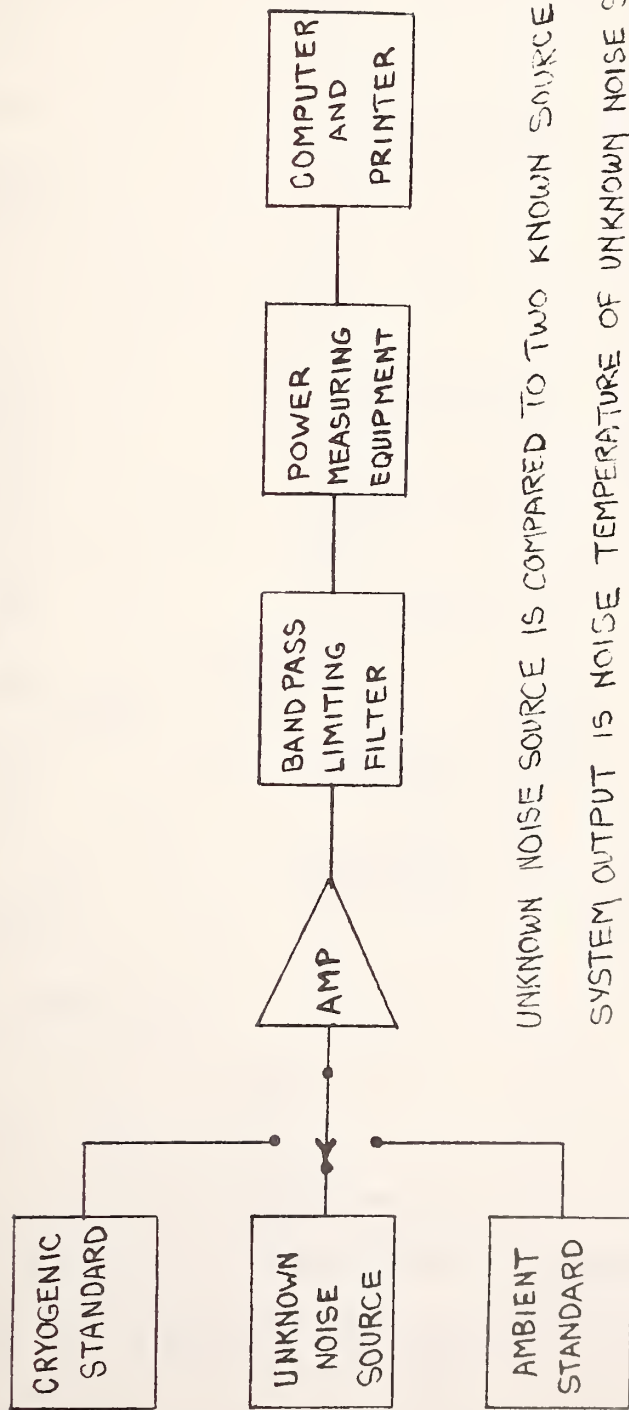 CRYOGENIC
STANDARD
UNKNOWN
NOISE
SOURCE
AMBIENT
STANDARD
AMP
BAND PASS
LIMITING
FILTER
POWER
MEASURING
EQUIPMENT
COMPUTER
AND
PRINTER
UNKNOWN NOISE SOURCE IS COMPARED TO TWO KNOWN SOURCE
SYSTEM OUTPUT IS NOISE TEMPERATURE OF UNKNOWN NOISE